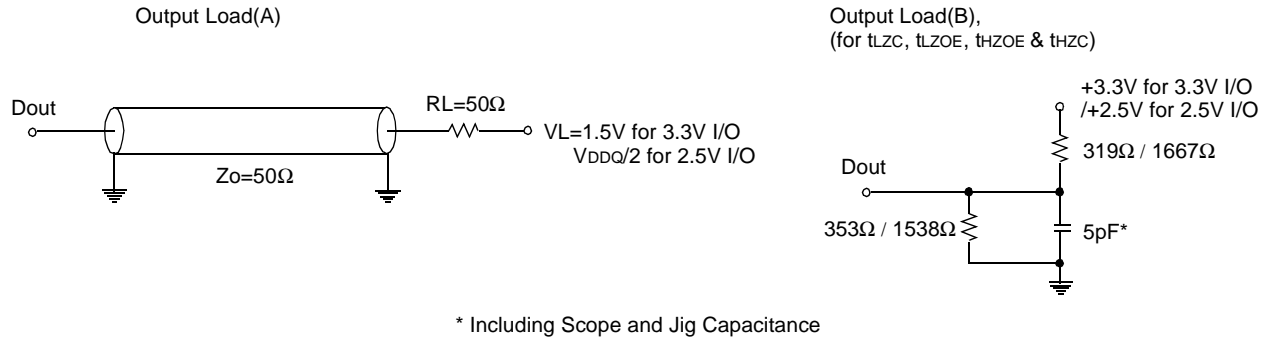 Output Load(A)
Dout
RL=50Ω
VL=1.5V for 3.3V I/O
VDDQ/2 for 2.5V I/O
Zo=50Ω
Output Load(B),
(for tLZC, tLZOE, tHZOE & tHZC)
+3.3V for 3.3V I/O
/+2.5V for 2.5V I/O
319Ω / 1667Ω
Dout
353Ω / 1538Ω
5pF*
* Including Scope and Jig Capacitance